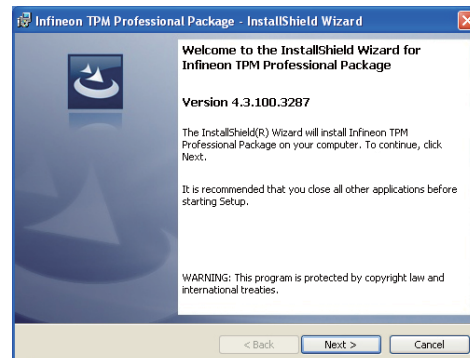 Infineon TPM Professional Package - InstallShield Wizard
Welcome to the InstallShield Wizard for
Infineon TPM Professional Package
Version 4.3.100.3287
The InstallShield(R) Wizard will install Infineon TPM
Professional Package on your computer. To continue, click
Next.
It is recommended that you close all other applications before
starting Setup.
WARNING: This program is protected by copyright law and
international treaties.
< Back Next > Cancel